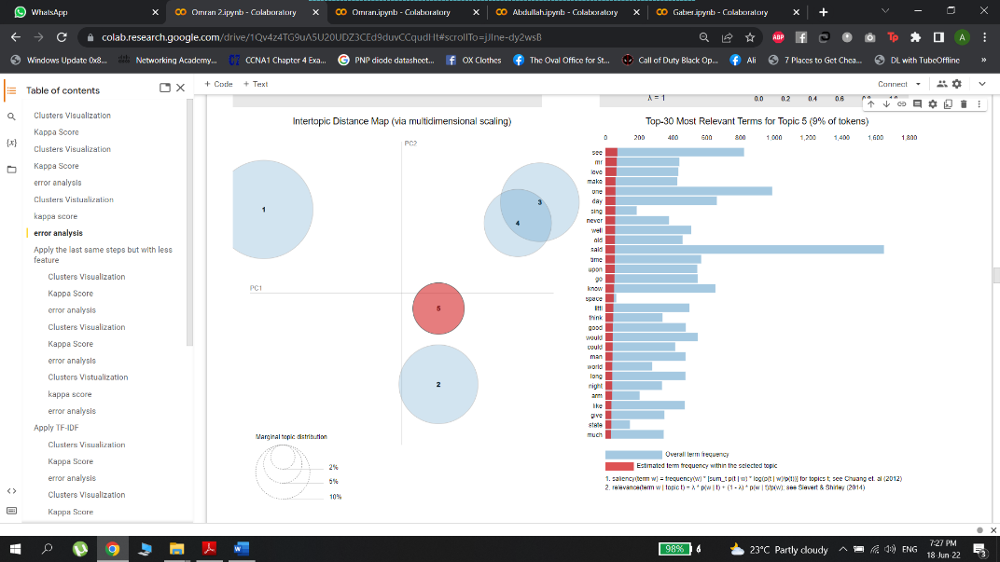 WhatsApp
Omran 2.ipynb - Colaboratory
Omran.ipynb - Colaboratory
Abdullah.ipynb - Colaboratory
Gaber.ipynb - Colaboratory
colab.research.google.com/drive/1Qv4z4TG9uA5U20UDZ3CEd9duvCCqudHt#scrollTo=jJIne-dy2wsB
ABP
Tp
A
Windows Update 0x8...
Networking Academy...
CCNA1 Chapter 4 Exa...
PNP diode datasheet...
OX Clothes
The Oval Office for St...
Call of Duty Black Op...
Ali
7 Places to Get Chea...
DL with TubeOffline
»
Table of contents
+ Code + Text
Connect
Clusters Visualization
Kappa Score
Clusters Visualization
Kappa Score
error analysis
Clusters Vistualization
kappa score
error analysis
Apply the last same steps but with less
feature
Clusters Visualization
Kappa Score
error analysis
Clusters Visualization
Kappa Score
error analysis
Clusters Vistualization
kappa score
error analysis
Apply TF-IDF
Clusters Visualization
Kappa Score
error analysis
Clusters Visualization
Kappa Score
λ = 1
0.0 0.2 0.4 0.6 0.8 1.0
Intertopic Distance Map (via multidimensional scaling)
PC2
PC1
1
3
4
5
2
Marginal topic distribution
2%
5%
10%
Top-30 Most Relevant Terms for Topic 5 (9% of tokens)
0 200 400 600 800 1,000 1,200 1,400 1,600 1,800
see
mr
love
make
one
day
sing
never
well
old
said
time
upon
go
know
space
littl
think
good
would
could
man
world
long
night
arm
like
give
state
much
Overall term frequency
Estimated term frequency within the selected topic
1. saliency(term w) = frequency(w) * [sum_t p(t | w) * log(p(t | w)/p(t))] for topics t; see Chuang et. al (2012)
2. relevance(term w | topic t) = λ * p(w | t) + (1 - λ) * p(w | t)/p(w); see Sievert & Shirley (2014)
98%
23°C Partly cloudy
ENG
7:27 PM
18 Jun-22
3